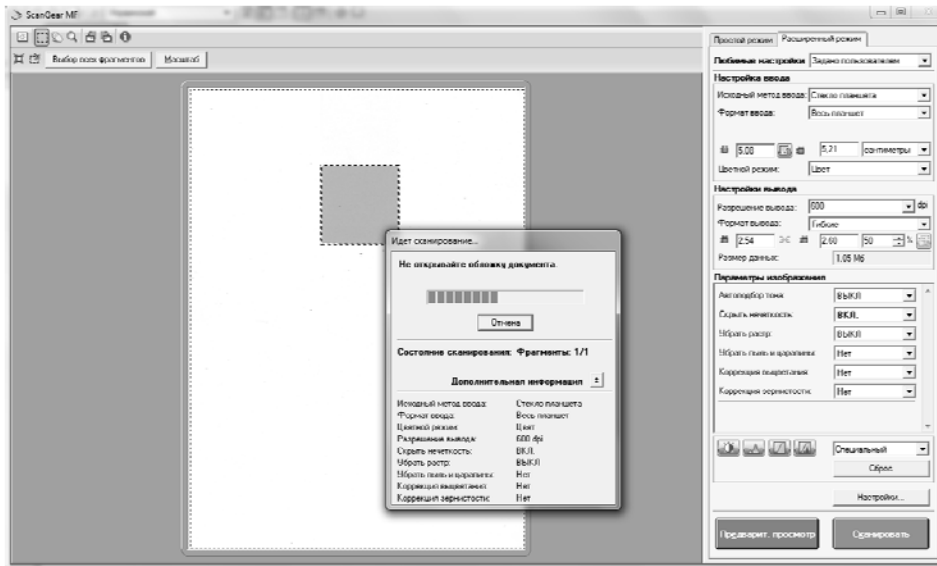 ScanGear MF
Выбор всех фрагментов
Масштаб
Простой режим
Расширенный режим
Любимые настройки
Задано пользователем
Настройка ввода
Исходный метод ввода:
Стекло планшета
Формат ввода:
Весь планшет
5.00
5,21
сантиметры
Цветной режим:
Цвет
Настройки вывода
Разрешение вывода:
600
dpi
Формат вывода:
Гибкие
2.54
2.60
50
%
Размер данных:
1.05 Мб
Параметры изображения
Автоподбор тона:
ВЫКЛ
Скрыть нечеткость:
ВКЛ.
Убрать растр:
ВЫКЛ
Убрать пыль и царапины:
Нет
Коррекция выцветания:
Нет
Коррекция зернистости:
Нет
Специальный
Сброс
Настройки...
Предварит. просмотр
Сканировать
Идет сканирование...
Не открывайте обложку документа.
Отмена
Состояние сканирования: Фрагменты: 1/1
Дополнительная информация
Исходный метод ввода: Стекло планшета
Формат ввода: Весь планшет
Цветной режим: Цвет
Разрешение вывода: 600 dpi
Скрыть нечеткость: ВКЛ.
Убрать растр: ВЫКЛ
Убрать пыль и царапины: Нет
Коррекция выцветания: Нет
Коррекция зернистости: Нет